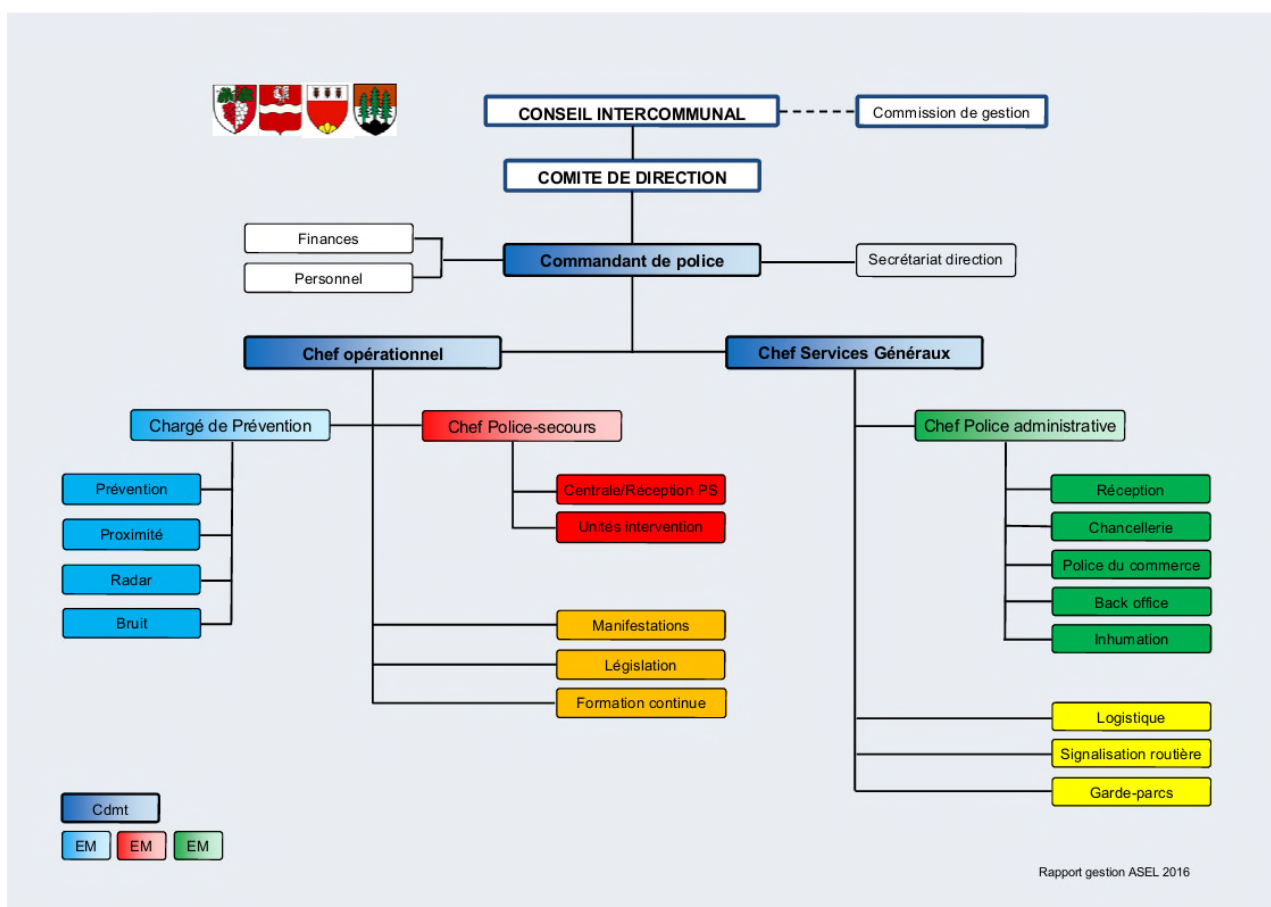 CONSEIL INTERCOMMUNAL
Commission de gestion
COMITE DE DIRECTION
Finances
Personnel
Commandant de police
Secrétariat direction
Chef opérationnel
Chef Services Généraux
Chargé de Prévention
Chef Police-secours
Chef Police administrative
Prévention
Proximité
Radar
Bruit
Centrale/Réception PS
Unités intervention
Manifestations
Législation
Formation continue
Réception
Chancellerie
Police du commerce
Back office
Inhumation
Logistique
Signalisation routière
Garde-parcs
Cdmt
EM
EM
EM
Rapport gestion ASEL 2016